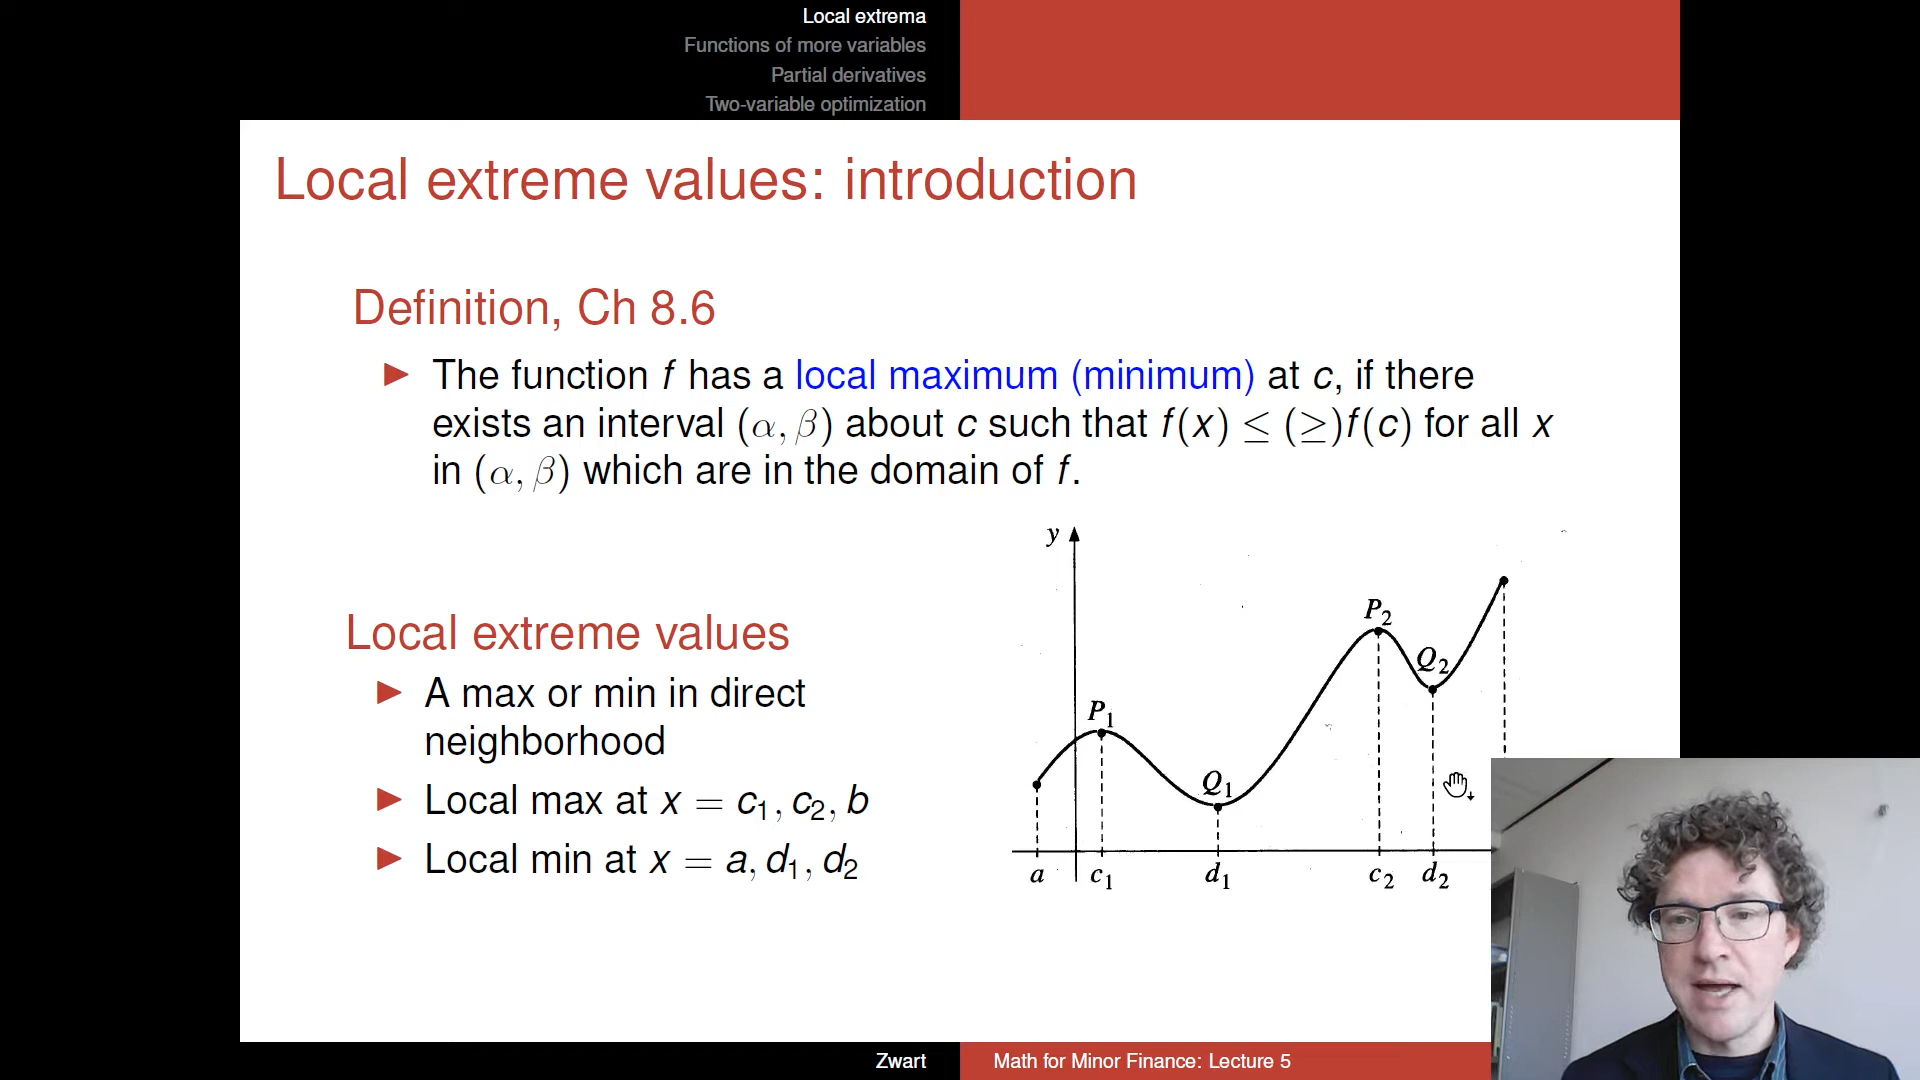 Local extrema
Functions of more variables
Partial derivatives
Two-variable optimization
Local extreme values: introduction
Definition, Ch 8.6
The function f has a local maximum (minimum) at c, if there
exists an interval (α, β) about c such that f(x) ≤ (≥)f(c) for all x
in (α, β) which are in the domain of f.
Local extreme values
A max or min in direct
neighborhood
Local max at x = c₁, c₂, b
Local min at x = a, d₁, d₂
y
P₂
Q₂
P₁
Q₁
a c₁ d₁ c₂ d₂
Zwart Math for Minor Finance: Lecture 5